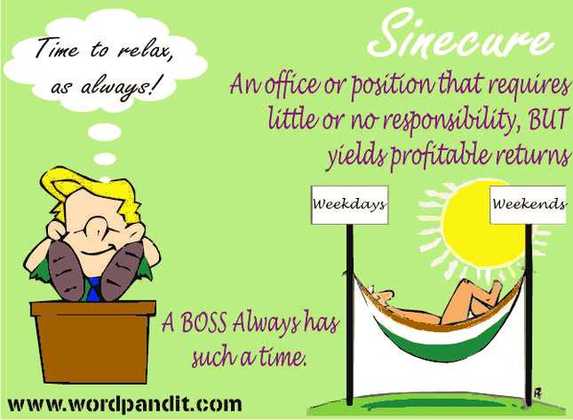 Sinecure
Time to relax,
as always!
An office or position that requires
little or no responsibility, BUT
yields profitable returns
Weekdays
Weekends
A BOSS Always has
such a time.
www.wordpandit.com